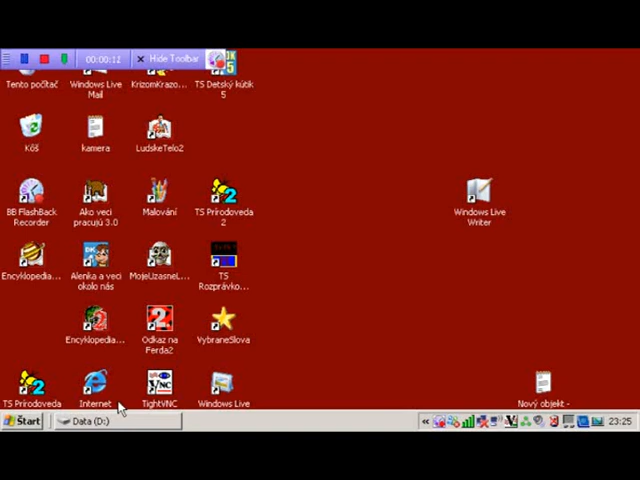 00:00:12
Hide Toolbar
Tento počítač
Windows Live
Mail
KrizomKrazo...
TS Detský kútik
5
Kôš
kamera
LudskeTelo2
BB FlashBack
Recorder
Ako veci
pracujú 3.0
Malování
TS Prírodoveda
2
Windows Live
Writer
Encyklopedia...
Alenka a veci
okolo nás
MojeUzasneL...
TS
Rozprávko...
Encyklopedia...
Odkaz na
Ferda2
VybraneSlova
TS Prírodoveda
Internet
TightVNC
Windows Live
Nový objekt -
Štart
Data (D:)
23:25